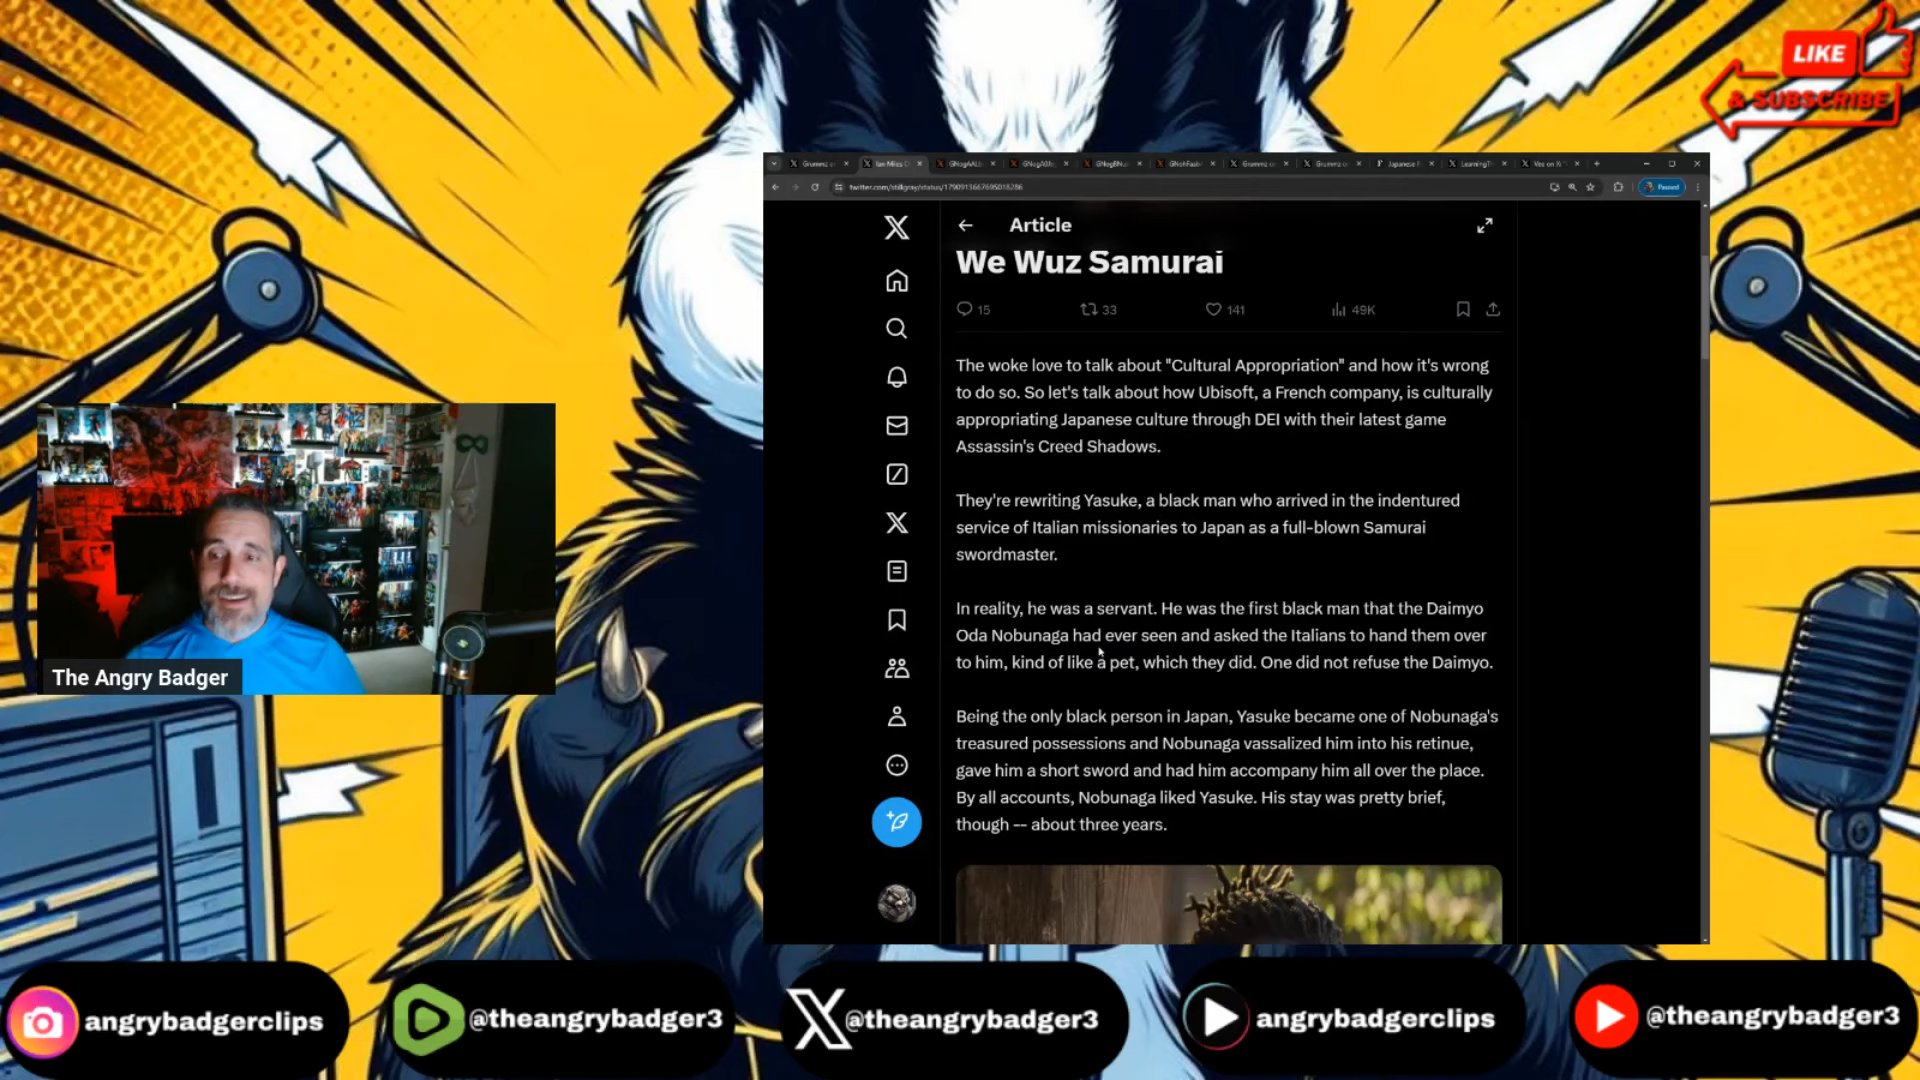 LIKE
& SUBSCRIBE
twitter.com/stillgray/status/1790913667695018286
Paused
Article
We Wuz Samurai
15
33
141
49K
The woke love to talk about "Cultural Appropriation" and how it's wrong
to do so. So let's talk about how Ubisoft, a French company, is culturally
appropriating Japanese culture through DEI with their latest game
Assassin's Creed Shadows.
They're rewriting Yasuke, a black man who arrived in the indentured
service of Italian missionaries to Japan as a full-blown Samurai
swordmaster.
In reality, he was a servant. He was the first black man that the Daimyo
Oda Nobunaga had ever seen and asked the Italians to hand them over
to him, kind of like a pet, which they did. One did not refuse the Daimyo.
Being the only black person in Japan, Yasuke became one of Nobunaga's
treasured possessions and Nobunaga vassalized him into his retinue,
gave him a short sword and had him accompany him all over the place.
By all accounts, Nobunaga liked Yasuke. His stay was pretty brief,
though -- about three years.
The Angry Badger
angrybadgerclips
@theangrybadger3
@theangrybadger3
angrybadgerclips
@theangrybadger3